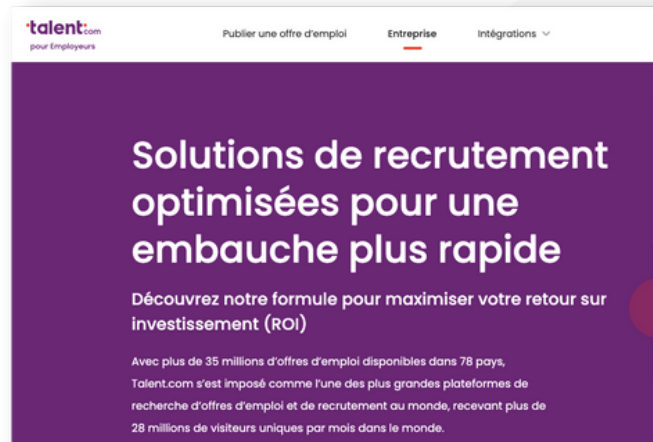 talent.com
pour Employeurs
Publier une offre d'emploi
Entreprise
Intégrations
Solutions de recrutement
optimisées pour une
embauche plus rapide
Découvrez notre formule pour maximiser votre retour sur
investissement (ROI)
Avec plus de 35 millions d'offres d'emploi disponibles dans 78 pays,
Talent.com s'est imposé comme l'une des plus grandes plateformes de
recherche d'offres d'emploi et de recrutement au monde, recevant plus de
28 millions de visiteurs uniques par mois dans le monde.